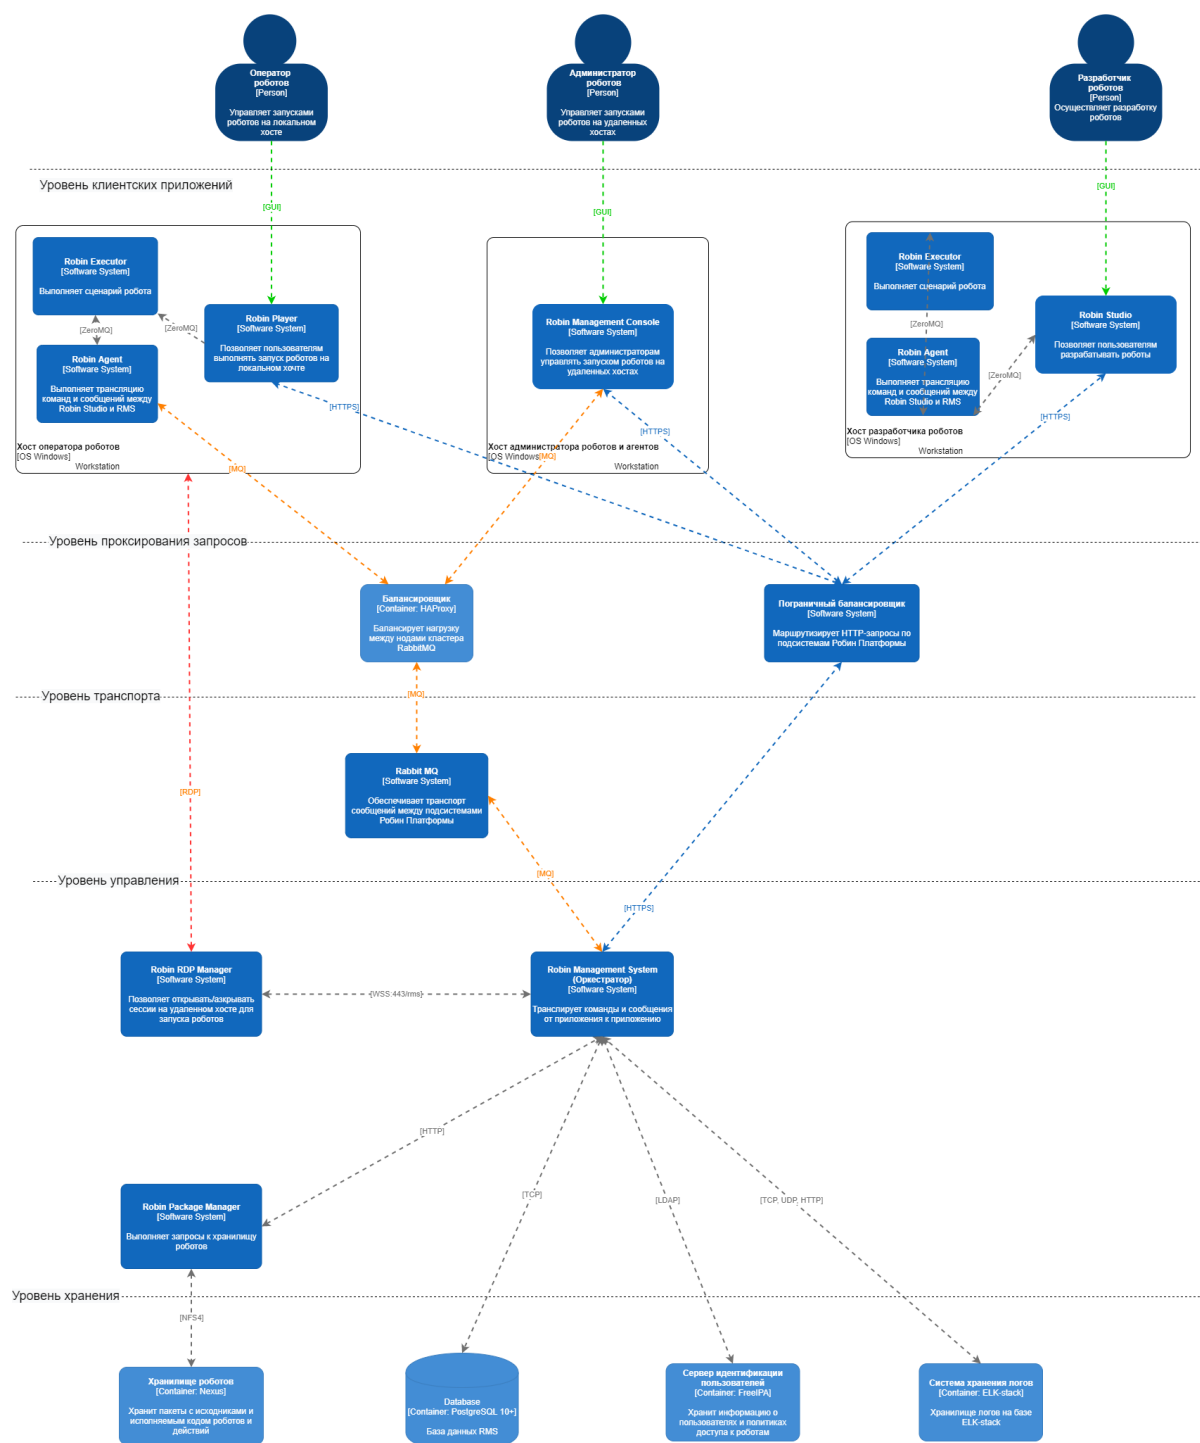 Оператор
роботов
[Person]
Управляет запусками
роботов на локальном
хосте
Администратор
роботов
[Person]
Управляет запусками
роботов на удаленных
хостах
Разработчик
роботов
[Person]
Осуществляет разработку
роботов
Уровень клиентских приложений
[GUI]
[GUI]
[GUI]
Robin Executor
[Software System]
Выполняет сценарий робота
[ZeroMQ]
[ZeroMQ]
Robin Player
[Software System]
Позволяет пользователям
выполнять запуск роботов на
локальном хочте
Robin Agent
[Software System]
Выполняет трансляцию
команд и сообщений между
Robin Studio и RMS
Хост оператора роботов
[OS Windows]
Workstation
Robin Management Console
[Software System]
Позволяет администраторам
управлять запуском роботов на
удаленных хостах
Хост администратора роботов и агентов
[OS Windows]
Workstation
Robin Executor
[Software System]
Выполняет сценарий робота
[ZeroMQ]
Robin Agent
[Software System]
Выполняет трансляцию
команд и сообщений между
Robin Studio и RMS
[ZeroMQ]
Robin Studio
[Software System]
Позволяет пользователям
разрабатывать роботы
Хост разработчика роботов
[OS Windows]
Workstation
[HTTPS]
[HTTPS]
[HTTPS]
[MQ]
[MQ]
Уровень проксирования запросов
Балансировщик
[Container: HAProxy]
Балансирует нагрузку
между нодами кластера
RabbitMQ
Пограничный балансировщик
[Software System]
Маршрутизирует HTTP-запросы по
подсистемам Робин Платформы
Уровень транспорта
[MQ]
Rabbit MQ
[Software System]
Обеспечивает транспорт
сообщений между подсистемами
Робин Платформы
[RDP]
Уровень управления
[MQ]
[HTTPS]
Robin RDP Manager
[Software System]
Позволяет открывать/азкрывать
сессии на удаленном хосте для
запуска роботов
[WSS:443/rms]
Robin Management System
(Оркестратор)
[Software System]
Транслирует команды и сообщения
от приложения к приложению
[HTTP]
[TCP]
[LDAP]
[TCP, UDP, HTTP]
Robin Package Manager
[Software System]
Выполняет запросы к хранилищу
роботов
Уровень хранения
[NFS4]
Хранилище роботов
[Container: Nexus]
Хранит пакеты с исходниками и
исполняемым кодом роботов и
действий
Database
[Container: PostgreSQL 10+]
База данных RMS
Сервер идентификации
пользователей
[Container: FreeIPA]
Хранит информацию о
пользователях и политиках
доступа к роботам
Система хранения логов
[Container: ELK-stack]
Хранилище логов на базе
ELK-stack